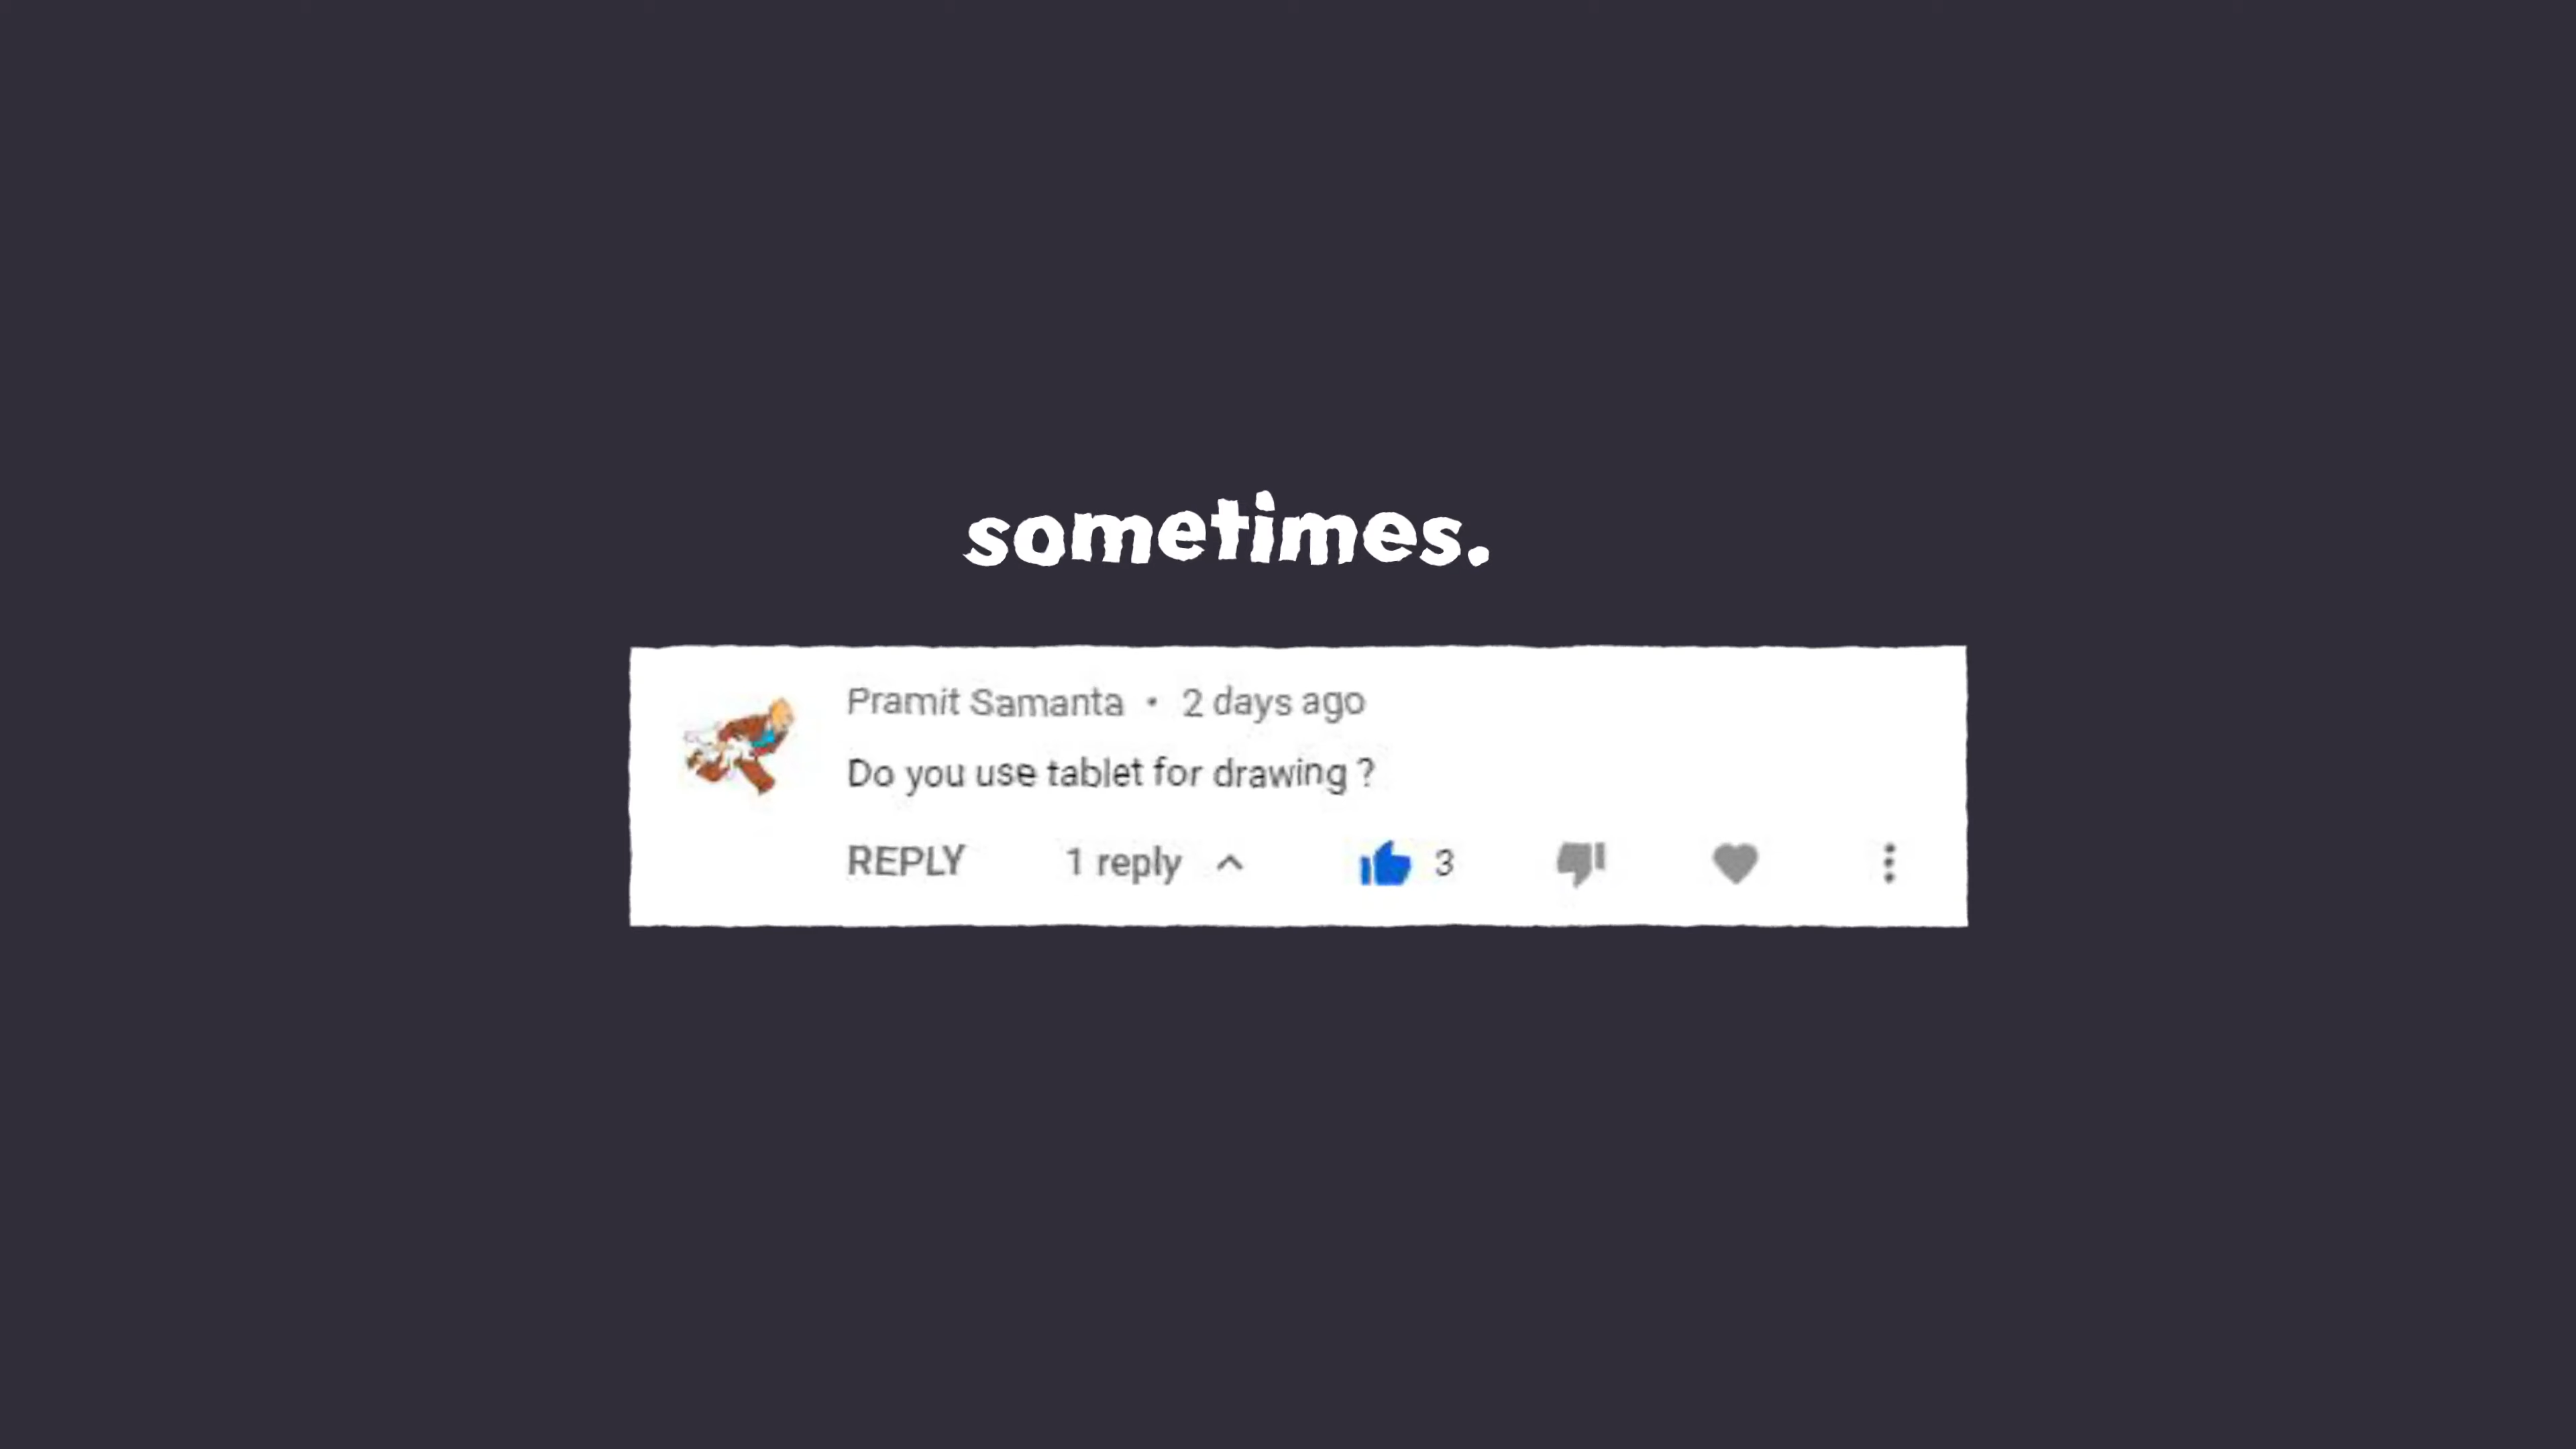 sometimes.
Pramit Samanta • 2 days ago
Do you use tablet for drawing ?
REPLY 1 reply 3